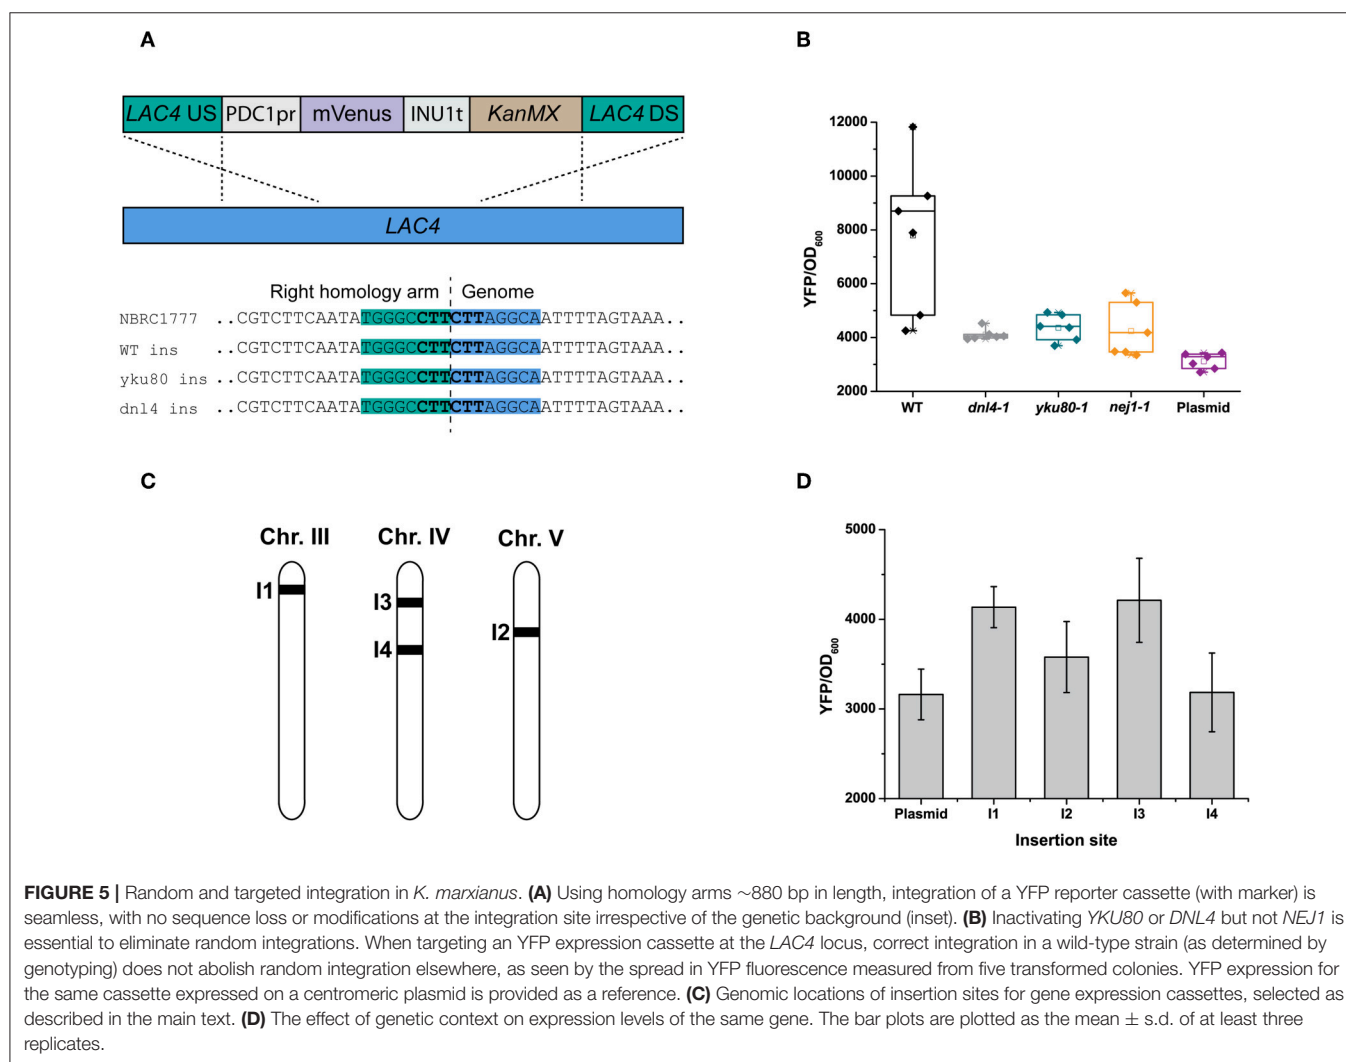 A
LAC4 US PDC1pr mVenus INU1t KanMX LAC4 DS
LAC4
Right homology arm Genome
NBRC1777 ..CGTCTTCAATATGGGCCTTCTTAGGCAATTTTAGTAAA..
WT ins ..CGTCTTCAATATGGGCCTTCTTAGGCAATTTTAGTAAA..
yku80 ins ..CGTCTTCAATATGGGCCTTCTTAGGCAATTTTAGTAAA..
dnl4 ins ..CGTCTTCAATATGGGCCTTCTTAGGCAATTTTAGTAAA..
B
YFP/OD600
12000
10000
8000
6000
4000
2000
WT dnl4-1 yku80-1 nej1-1 Plasmid
C
Chr. III Chr. IV Chr. V
I1
I3
I2
I4
D
YFP/OD600
5000
4000
3000
2000
Plasmid I1 I2 I3 I4
Insertion site
FIGURE 5 | Random and targeted integration in K. marxianus. (A) Using homology arms ~880 bp in length, integration of a YFP reporter cassette (with marker) is
seamless, with no sequence loss or modifications at the integration site irrespective of the genetic background (inset). (B) Inactivating YKU80 or DNL4 but not NEJ1 is
essential to eliminate random integrations. When targeting an YFP expression cassette at the LAC4 locus, correct integration in a wild-type strain (as determined by
genotyping) does not abolish random integration elsewhere, as seen by the spread in YFP fluorescence measured from five transformed colonies. YFP expression for
the same cassette expressed on a centromeric plasmid is provided as a reference. (C) Genomic locations of insertion sites for gene expression cassettes, selected as
described in the main text. (D) The effect of genetic context on expression levels of the same gene. The bar plots are plotted as the mean ± s.d. of at least three
replicates.